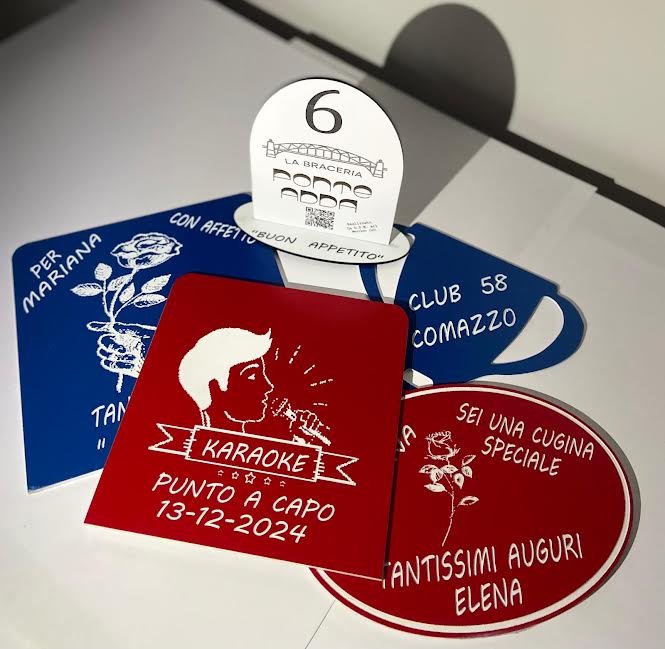 6
LA BRACERIA
PONTE
ADDA
"BUON APPETITO"
PER
MARIANA
CON AFFETTO
TAN
"
CLUB 58
COMAZZO
KARAOKE
PUNTO A CAPO
13-12-2024
SEI UNA CUGINA
SPECIALE
TANTISSIMI AUGURI
ELENA